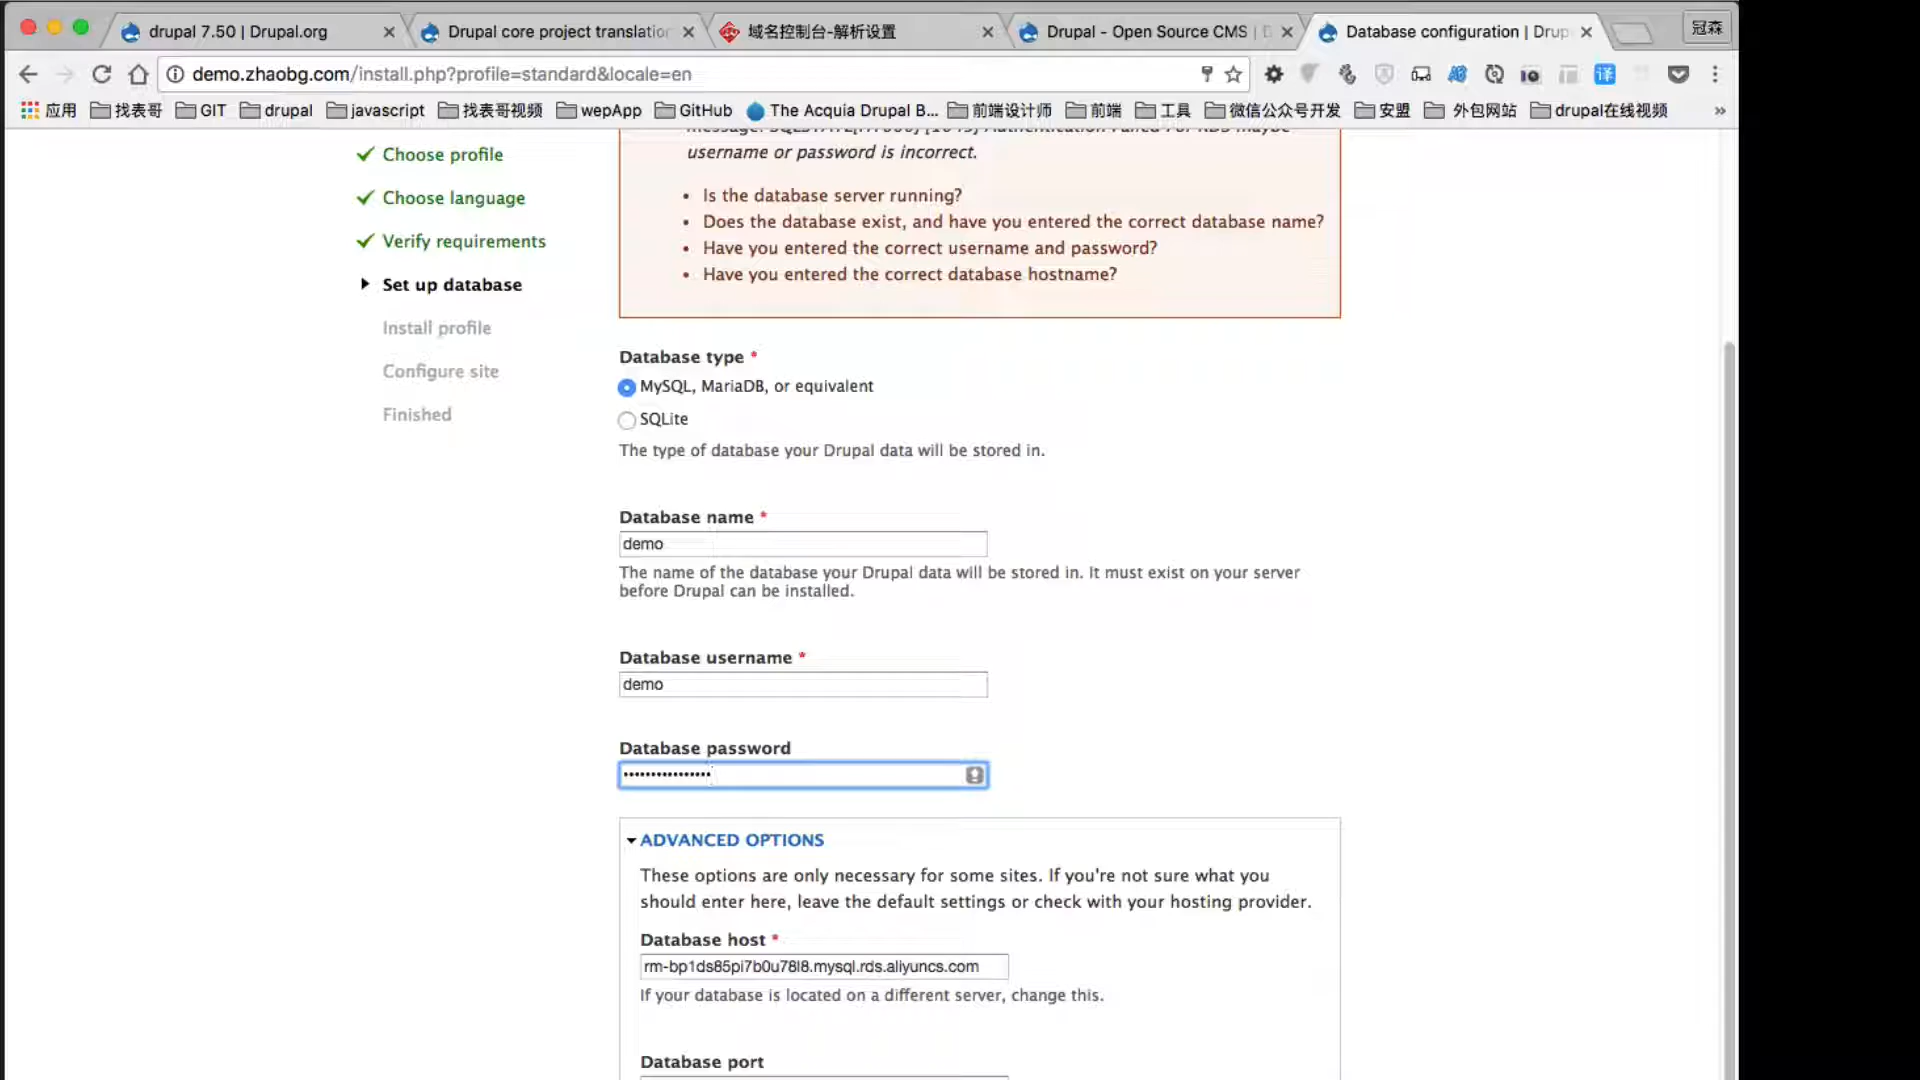 drupal 7.50 | Drupal.org
Drupal core project translation
域名控制台-解析设置
Drupal - Open Source CMS | D
Database configuration | Drup
冠森
demo.zhaobg.com/install.php?profile=standard&locale=en
译
应用 找表哥 GIT drupal javascript 找表哥视频 wepApp GitHub The Acquia Drupal B... 前端设计师 前端 工具 微信公众号开发 安盟 外包网站 drupal在线视频 »
username or password is incorrect.
Is the database server running?
Does the database exist, and have you entered the correct database name?
Have you entered the correct username and password?
Have you entered the correct database hostname?
Choose profile
Choose language
Verify requirements
Set up database
Install profile
Configure site
Finished
Database type *
MySQL, MariaDB, or equivalent
SQLite
The type of database your Drupal data will be stored in.
Database name *
demo
The name of the database your Drupal data will be stored in. It must exist on your server
before Drupal can be installed.
Database username *
demo
Database password
••••••••••••••••
ADVANCED OPTIONS
These options are only necessary for some sites. If you're not sure what you
should enter here, leave the default settings or check with your hosting provider.
Database host *
rm-bp1ds85pi7b0u78l8.mysql.rds.aliyuncs.com
If your database is located on a different server, change this.
Database port